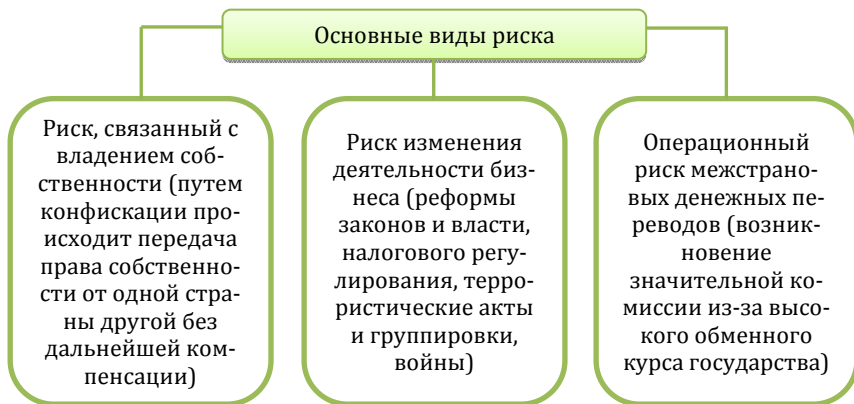 Основные виды риска
Риск, связанный с
владением соб-
ственности (путем
конфискации про-
исходит передача
права собственно-
сти от одной стра-
ны другой без
дальнейшей ком-
пенсации)
Риск изменения
деятельности биз-
неса (реформы
законов и власти,
налогового регу-
лирования, терро-
ристические акты
и группировки,
войны)
Операционный
риск межстрано-
вых денежных пе-
реводов (возник-
новение
значительной ко-
миссии из-за высо-
кого обменного
курса государства)